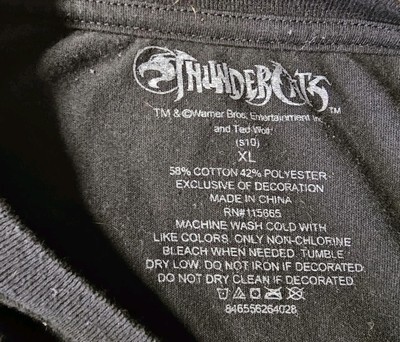 THUNDERCATS™
TM & ©Warner Bros. Entertainment Inc
and Ted Wolf
(s10)
XL
58% COTTON 42% POLYESTER
EXCLUSIVE OF DECORATION
MADE IN CHINA
RN#115665
MACHINE WASH COLD WITH
LIKE COLORS, ONLY NON-CHLORINE
BLEACH WHEN NEEDED. TUMBLE
DRY LOW. DO NOT IRON IF DECORATED.
DO NOT DRY CLEAN IF DECORATED.
846556264028